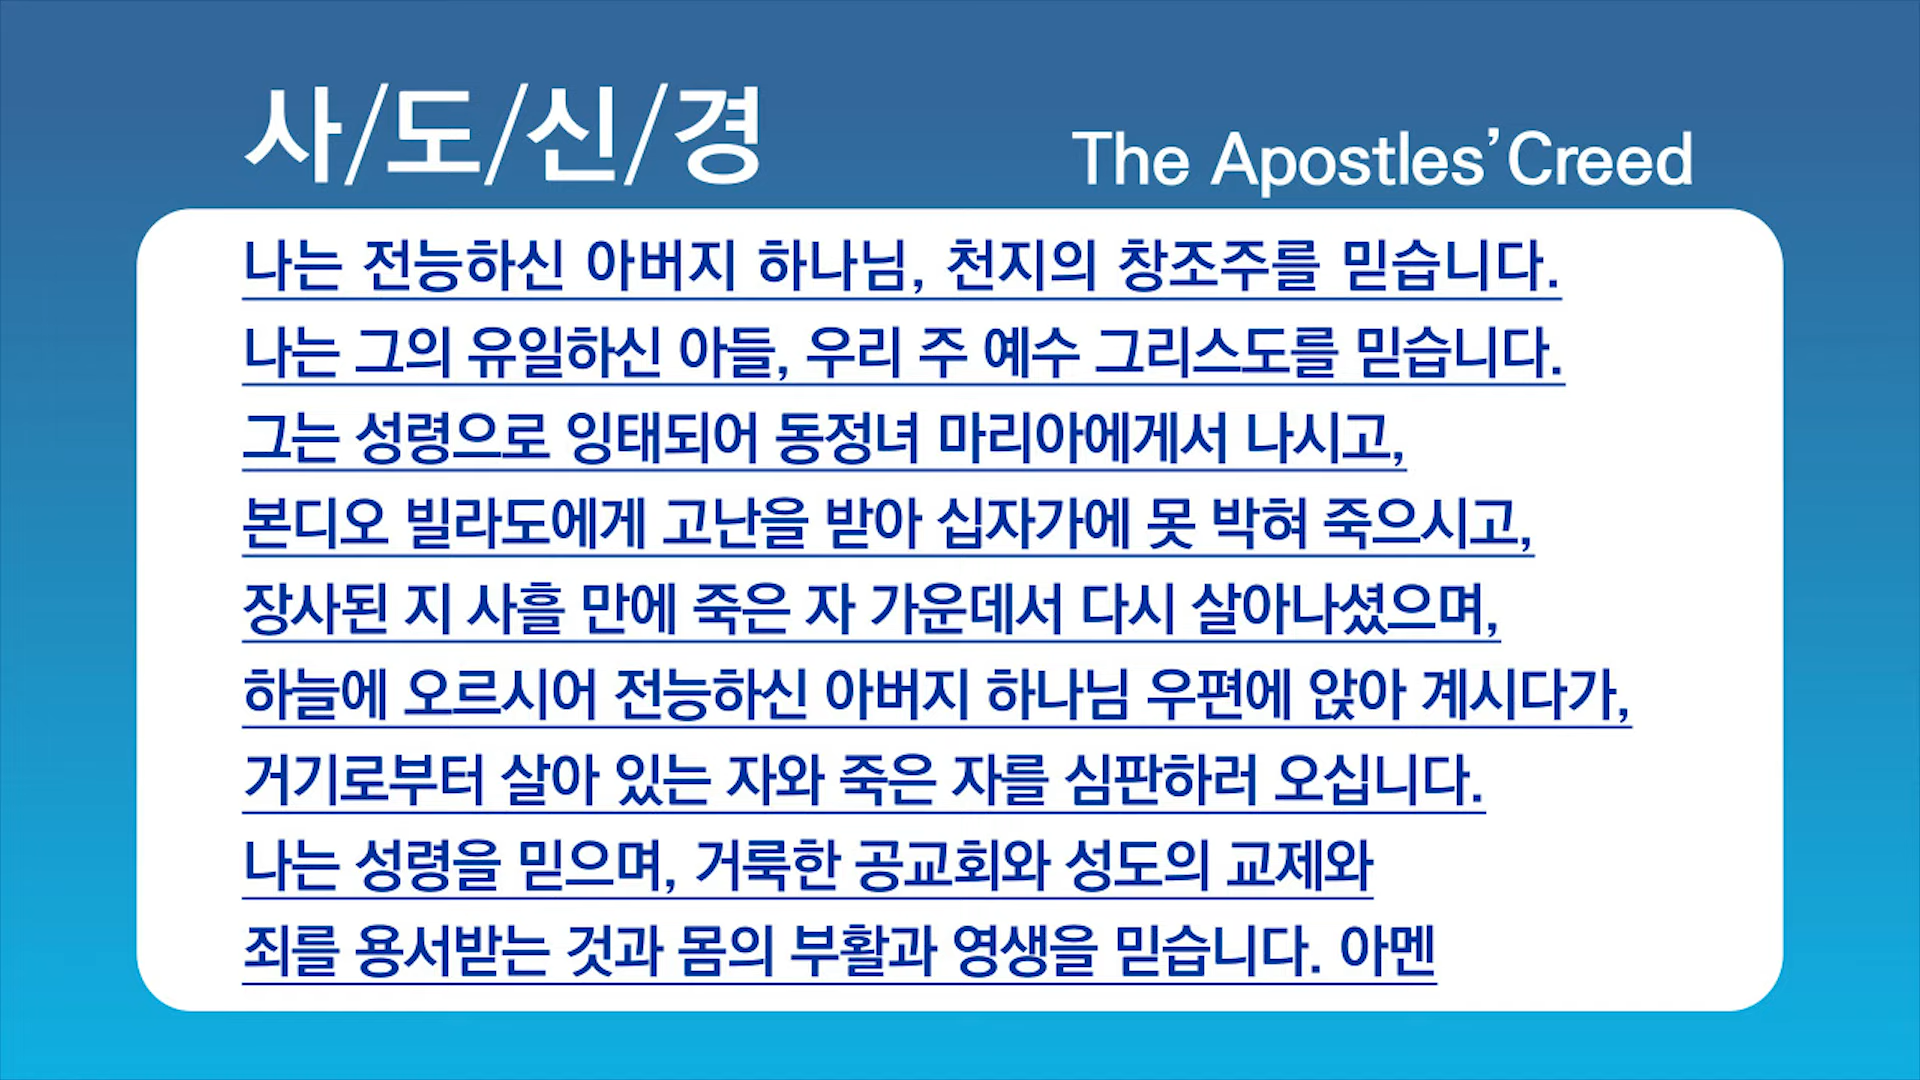 사/도/신/경
The Apostles’Creed
나는 전능하신 아버지 하나님, 천지의 창조주를 믿습니다.
나는 그의 유일하신 아들, 우리 주 예수 그리스도를 믿습니다.
그는 성령으로 잉태되어 동정녀 마리아에게서 나시고,
본디오 빌라도에게 고난을 받아 십자가에 못 박혀 죽으시고,
장사된 지 사흘 만에 죽은 자 가운데서 다시 살아나셨으며,
하늘에 오르시어 전능하신 아버지 하나님 우편에 앉아 계시다가,
거기로부터 살아 있는 자와 죽은 자를 심판하러 오십니다.
나는 성령을 믿으며, 거룩한 공교회와 성도의 교제와
죄를 용서받는 것과 몸의 부활과 영생을 믿습니다. 아멘